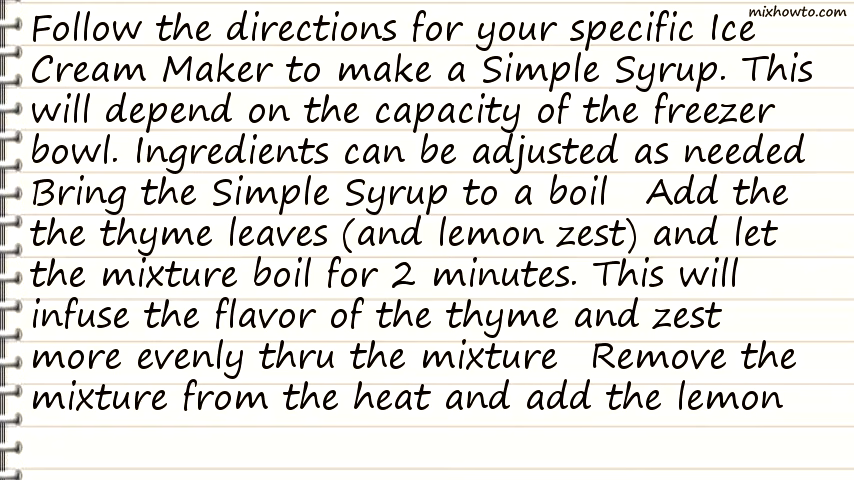 mixhowto.com
Follow the directions for your specific Ice
Cream Maker to make a Simple Syrup. This
will depend on the capacity of the freezer
bowl. Ingredients can be adjusted as needed
Bring the Simple Syrup to a boil   Add the
the thyme leaves (and lemon zest) and let
the mixture boil for 2 minutes. This will
infuse the flavor of the thyme and zest
more evenly thru the mixture   Remove the
mixture from the heat and add the lemon